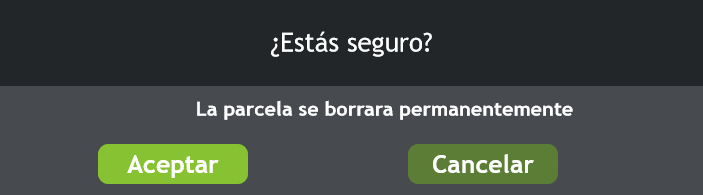 ¿Estás seguro?
La parcela se borrara permanentemente
Aceptar
Cancelar